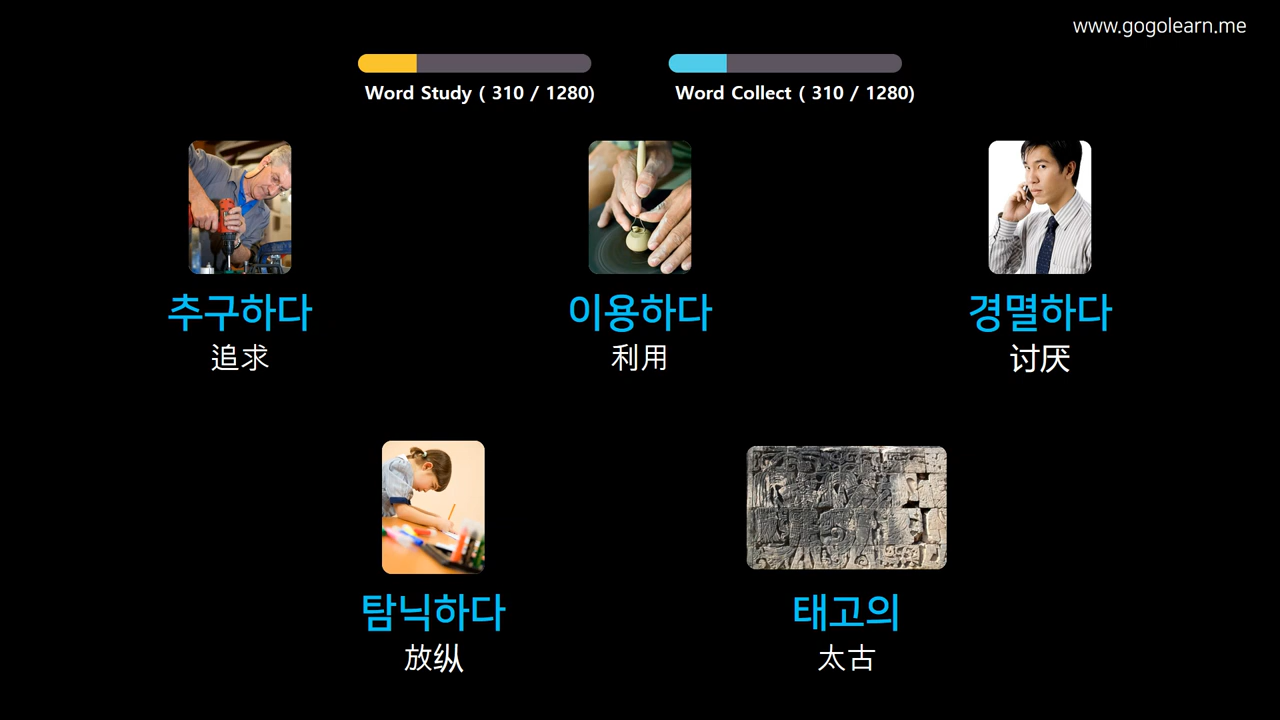 www.gogolearn.me
Word Study ( 310 / 1280)
Word Collect ( 310 / 1280)
추구하다
追求
이용하다
利用
경멸하다
讨厌
탐닉하다
放纵
태고의
太古